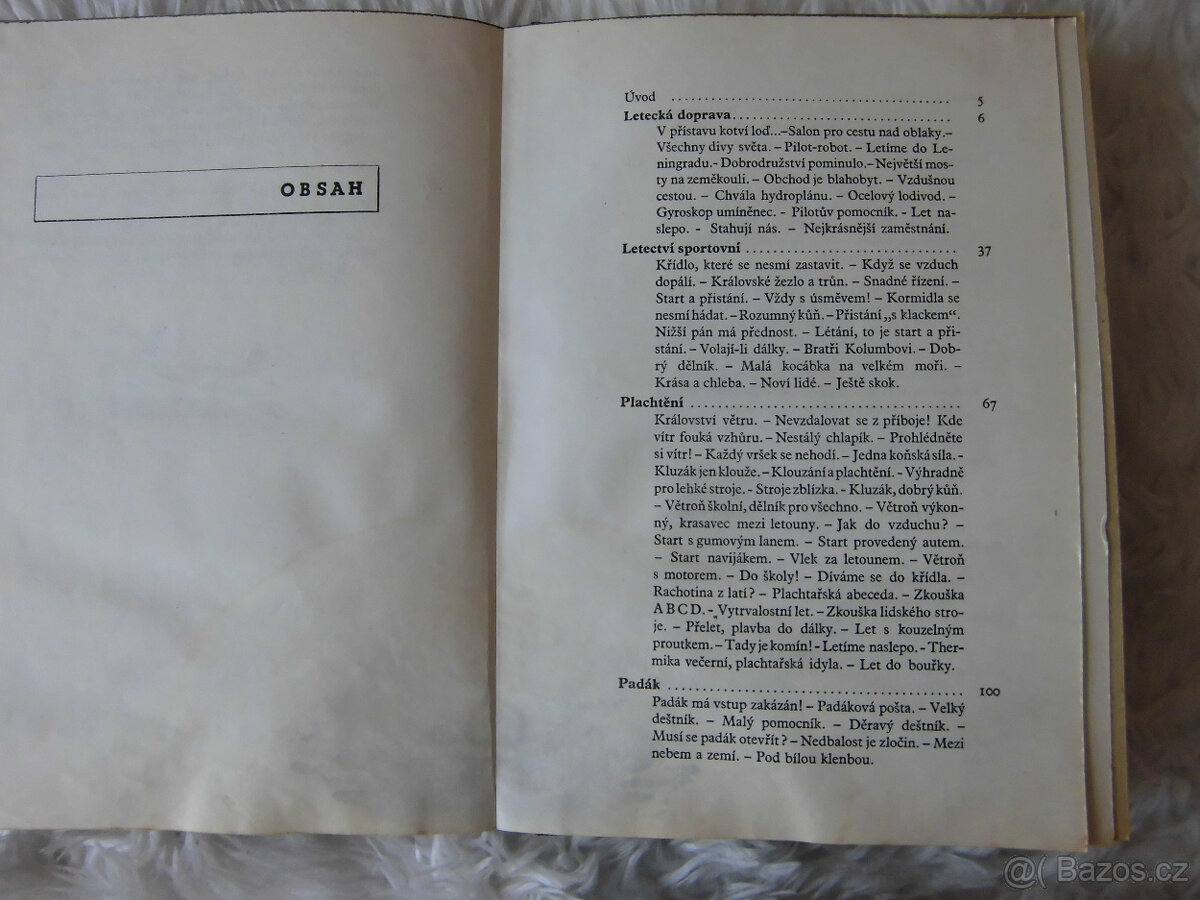 OBSAH
Úvod ........................................ 5
Letecká doprava................................ 6
V přístavu kotví loď...–Salon pro cestu nad oblaky.–
Všechny divy světa. – Pilot-robot. – Letíme do Le-
ningradu.- Dobrodružství pominulo.–Největší mos-
ty na zeměkouli. – Obchod je blahobyt. – Vzdušnou
cestou. – Chvála hydroplánu. – Ocelový lodivod. –
Gyroskop umíněnec. - Pilotův pomocník. - Let na-
slepo. - Stahují nás. – Nejkrásnější zaměstnání.
Letectví sportovní ............................... 37
Křídlo, které se nesmí zastavit. – Když se vzduch
dopálí. – Královské žezlo a trůn. – Snadné řízení. –
Start a přistání. – Vždy s úsměvem! – Kormidla se
nesmí hádat. – Rozumný kůň. – Přistání „s klackem“.
Nižší pán má přednost. – Létání, to je start a při-
stání. – Volají-li dálky. – Bratři Kolumbovi. – Dob-
rý dělník. – Malá kocábka na velkém moři. –
Krása a chleba. – Noví lidé. – Ještě skok.
Plachtění ....................................... 67
Království větru. – Nevzdalovat se z příboje! Kde
vítr fouká vzhůru. – Nestálý chlapík. – Prohlédněte
si vítr! – Každý vršek se nehodí. – Jedna koňská síla. -
Kluzák jen klouže. – Klouzání a plachtění. - Výhradně
pro lehké stroje. - Stroje zblízka. - Kluzák, dobrý kůň.
– Větroň školní, dělník pro všechno. – Větroň výkon-
ný, krasavec mezi letouny. – Jak do vzduchu? –
Start s gumovým lanem. – Start provedený autem.
– Start navijákem. – Vlek za letounem. – Větroň
s motorem. – Do školy! – Díváme se do křídla. –
Rachotina z latí? – Plachtařská abeceda. – Zkouška
A B C D. - Vytrvalostní let. – Zkouška lidského stro-
je. – Přelet, plavba do dálky. – Let s kouzelným
proutkem. – Tady je komín! - Letíme naslepo. - Ther-
mika večerní, plachtařská idyla. – Let do bouřky.
Padák ......................................... 100
Padák má vstup zakázán! – Padáková pošta. – Velký
deštník. – Malý pomocník. – Děravý deštník. –
Musí se padák otevřít? – Nedbalost je zločin. – Mezi
nebem a zemí. – Pod bílou klenbou.
@( Bazos.cz